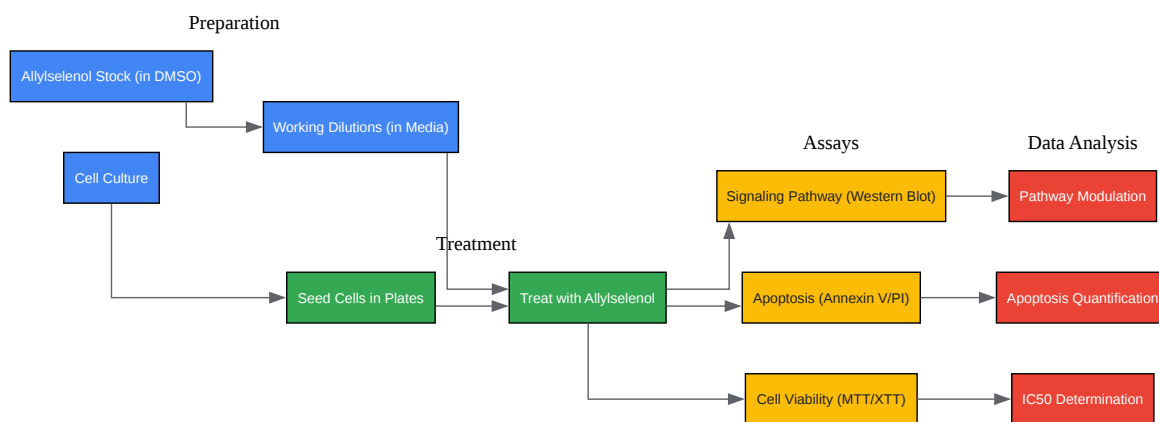 Preparation
Allylselenol Stock (in DMSO)
Working Dilutions (in Media)
Cell Culture
Treatment
Seed Cells in Plates
Treat with Allylselenol
Assays
Signaling Pathway (Western Blot)
Apoptosis (Annexin V/PI)
Cell Viability (MTT/XTT)
Data Analysis
Pathway Modulation
Apoptosis Quantification
IC50 Determination